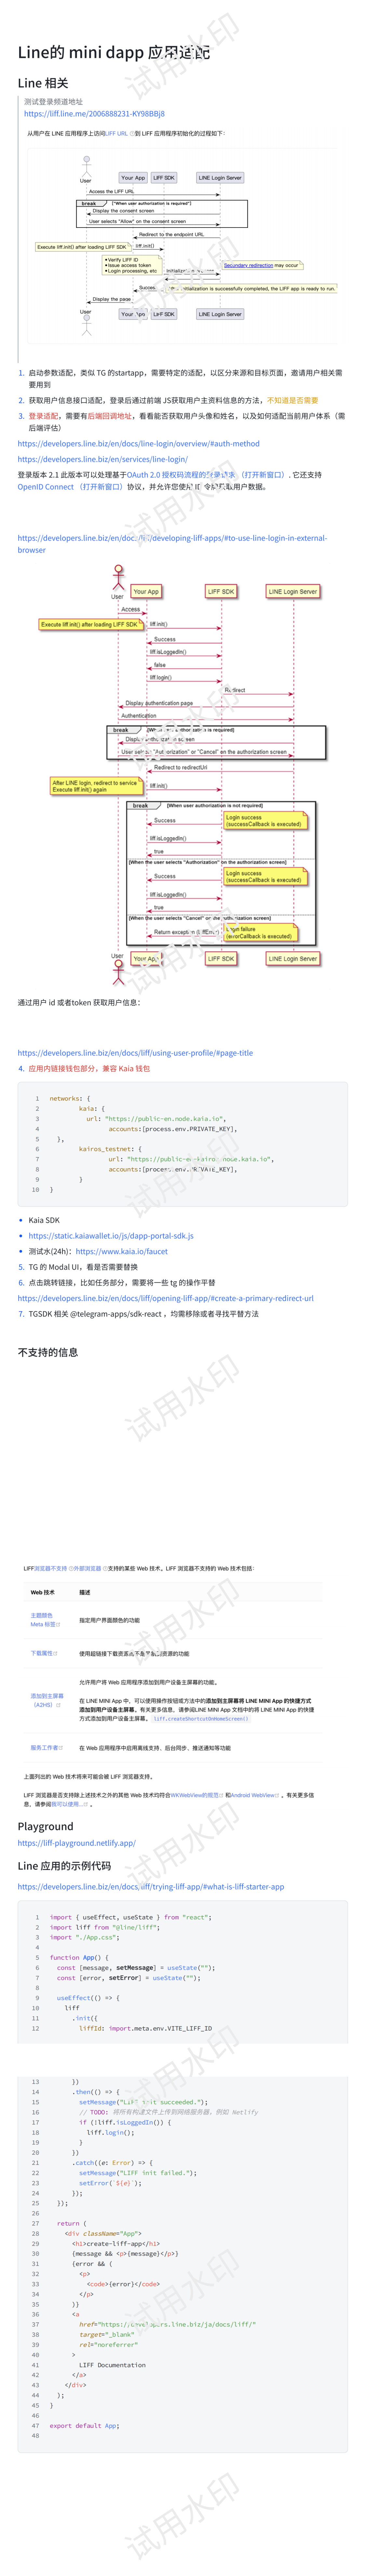 Line的 mini dapp 应用适配
Line 相关
测试登录频道地址
https://liff.line.me/2006888231-KY98BBj8
从用户在 LINE 应用程序上访问LIFF URL 到 LIFF 应用程序初始化的过程如下：
User
Your App
LIFF SDK
LINE Login Server
Access the LIFF URL
break
[When user authorization is required]
Display the consent screen
User selects "Allow" on the consent screen
Redirect to the endpoint URL
Execute liff.init() after loading LIFF SDK
liff.init()
• Verify LIFF ID
• Issue access token
• Login processing, etc
Secondary redirection may occur
Success
initialization is successfully completed, the LIFF app is ready to run.
Display the page
User
Your App
LIFF SDK
LINE Login Server
1. 启动参数适配，类似 TG 的startapp，需要特定的适配，以区分来源和目标页面，邀请用户相关需
要用到
2. 获取用户信息接口适配，登录后通过前端 JS获取用户主资料信息的方法，不知道是否需要
3. 登录适配，需要有后端回调地址，看看能否获取用户头像和姓名，以及如何适配当前用户体系（需
后端评估）
https://developers.line.biz/en/docs/line-login/overview/#auth-method
https://developers.line.biz/en/services/line-login/
登录版本 2.1 此版本可以处理基于OAuth 2.0 授权码流程的登录请求（打开新窗口）. 它还支持
OpenID Connect （打开新窗口）协议，并允许您使用 ID 令牌获取用户数据。
https://developers.line.biz/en/docs/liff/developing-liff-apps/#to-use-line-login-in-external-
browser
User
Your App
LIFF SDK
LINE Login Server
Access
Execute liff.init() after loading LIFF SDK
liff.init()
Success
liff.isLoggedIn()
false
liff.login()
Redirect
Display authentication page
Authentication
break
[When user authorization is required]
Display authorization screen
User selects "Authorization" or "Cancel" on the authorization screen
Redirect to redirectUri
After LINE login, redirect to service
Execute liff.init() again
liff.init()
break
[When user authorization is not required]
Success
Login success
(successCallback is executed)
liff.isLoggedIn()
true
[When the user selects "Authorization" on the authorization screen]
Success
Login success
(successCallback is executed)
liff.isLoggedIn()
true
[When the user selects "Cancel" on the authorization screen]
Return exception (LIFFError)
Login failure
(errorCallback is executed)
User
Your App
LIFF SDK
LINE Login Server
通过用户 id 或者token 获取用户信息：
https://developers.line.biz/en/docs/liff/using-user-profile/#page-title
4. 应用内链接钱包部分，兼容 Kaia 钱包
1 networks: {
2 kaia: {
3 url: "https://public-en.node.kaia.io",
4 accounts:[process.env.PRIVATE_KEY],
5 },
6 kairos_testnet: {
7 url: "https://public-en-kairos.node.kaia.io",
8 accounts:[process.env.PRIVATE_KEY],
9 }
10 }
• Kaia SDK
• https://static.kaiawallet.io/js/dapp-portal-sdk.js
• 测试水(24h)：https://www.kaia.io/faucet
5. TG 的 Modal UI，看是否需要替换
6. 点击跳转链接，比如任务部分，需要将一些 tg 的操作平替
https://developers.line.biz/en/docs/liff/opening-liff-app/#create-a-primary-redirect-url
7. TGSDK 相关 @telegram-apps/sdk-react ，均需移除或者寻找平替方法
不支持的信息
LIFF浏览器不支持 外部浏览器 支持的某些 Web 技术。LIFF 浏览器不支持的 Web 技术包括：
Web 技术
描述
主题颜色
Meta 标签
指定用户界面颜色的功能
下载属性
使用超链接下载资源而不是导航到资源的功能
允许用户将 Web 应用程序添加到用户设备主屏幕的功能。
添加到主屏幕
（A2HS）
在 LINE MINI App 中，可以使用操作按钮或方法中的添加到主屏幕将 LINE MINI App 的快捷方式
添加到用户设备主屏幕。有关更多信息，请参阅LINE MINI App 文档中的将 LINE MINI App 的快捷
方式添加到用户设备主屏幕。 liff.createShortcutOnHomeScreen()
服务工作者
在 Web 应用程序中启用离线支持、后台同步、推送通知等功能
上面列出的 Web 技术将来可能会被 LIFF 浏览器支持。
LIFF 浏览器是否支持除上述技术之外的其他 Web 技术均符合WKWebView的规范 和Android WebView 。有关更多信
息，请参阅我可以使用... 。
Playground
https://liff-playground.netlify.app/
Line 应用的示例代码
https://developers.line.biz/en/docs/liff/trying-liff-app/#what-is-liff-starter-app
1 import { useEffect, useState } from "react";
2 import liff from "@line/liff";
3 import "./App.css";
4
5 function App() {
6 const [message, setMessage] = useState("");
7 const [error, setError] = useState("");
8
9 useEffect(() => {
10 liff
11 .init({
12 liffId: import.meta.env.VITE_LIFF_ID
13 })
14 .then(() => {
15 setMessage("LIFF init succeeded.");
16 // TODO: 将所有构建文件上传到网络服务器，例如 Netlify
17 if (!liff.isLoggedIn()) {
18 liff.login();
19 }
20 })
21 .catch((e: Error) => {
22 setMessage("LIFF init failed.");
23 setError(`${e}`);
24 });
25 });
26
27 return (
28 <div className="App">
29 <h1>create-liff-app</h1>
30 {message && <p>{message}</p>}
31 {error && (
32 <p>
33 <code>{error}</code>
34 </p>
35 )}
36 <a
37 href="https://developers.line.biz/ja/docs/liff/"
38 target="_blank"
39 rel="noreferrer"
40 >
41 LIFF Documentation
42 </a>
43 </div>
44 );
45 }
46
47 export default App;
48
试用水印